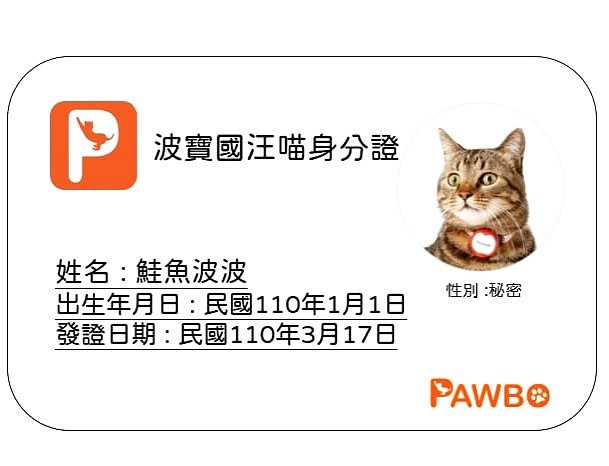 波寶國汪喵身分證
性別 :秘密
姓名 : 鮭魚波波
出生年月日 : 民國110年1月1日
發證日期 : 民國110年3月17日
PAWBO